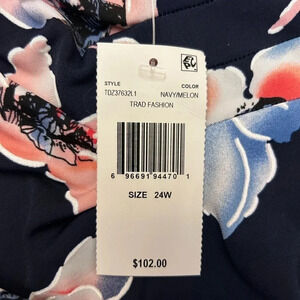 STYLE COLOR
TDZ37632L1 NAVY/MELON
TRAD FASHION
6 96691 94470 1
SIZE 24W
$102.00